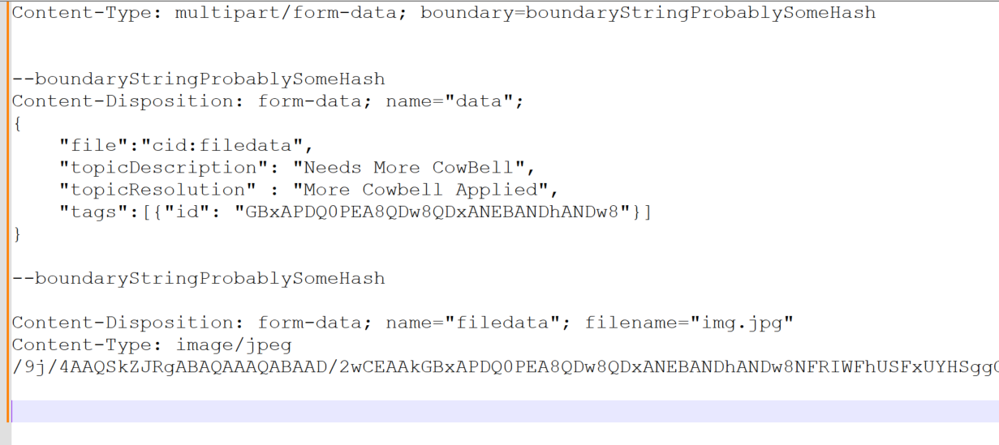 Content-Type: multipart/form-data; boundary=boundaryStringProbablySomeHash
--boundaryStringProbablySomeHash
Content-Disposition: form-data; name="data";
{
"file":"cid:filedata",
"topicDescription": "Needs More CowBell",
"topicResolution" : "More Cowbell Applied",
"tags":[{"id": "GBxAPDQ0PEA8QDw8QDxANEBANDhANDw8"}]
}
--boundaryStringProbablySomeHash
Content-Disposition: form-data; name="filedata"; filename="img.jpg"
Content-Type: image/jpeg
/9j/4AAQSkZJRgABAQAAAQABAAD/2wCEAAkGBxAPDQ0PEA8QDw8QDxANEBANDhANDw8NFRIWFhUSFxUYHSgg